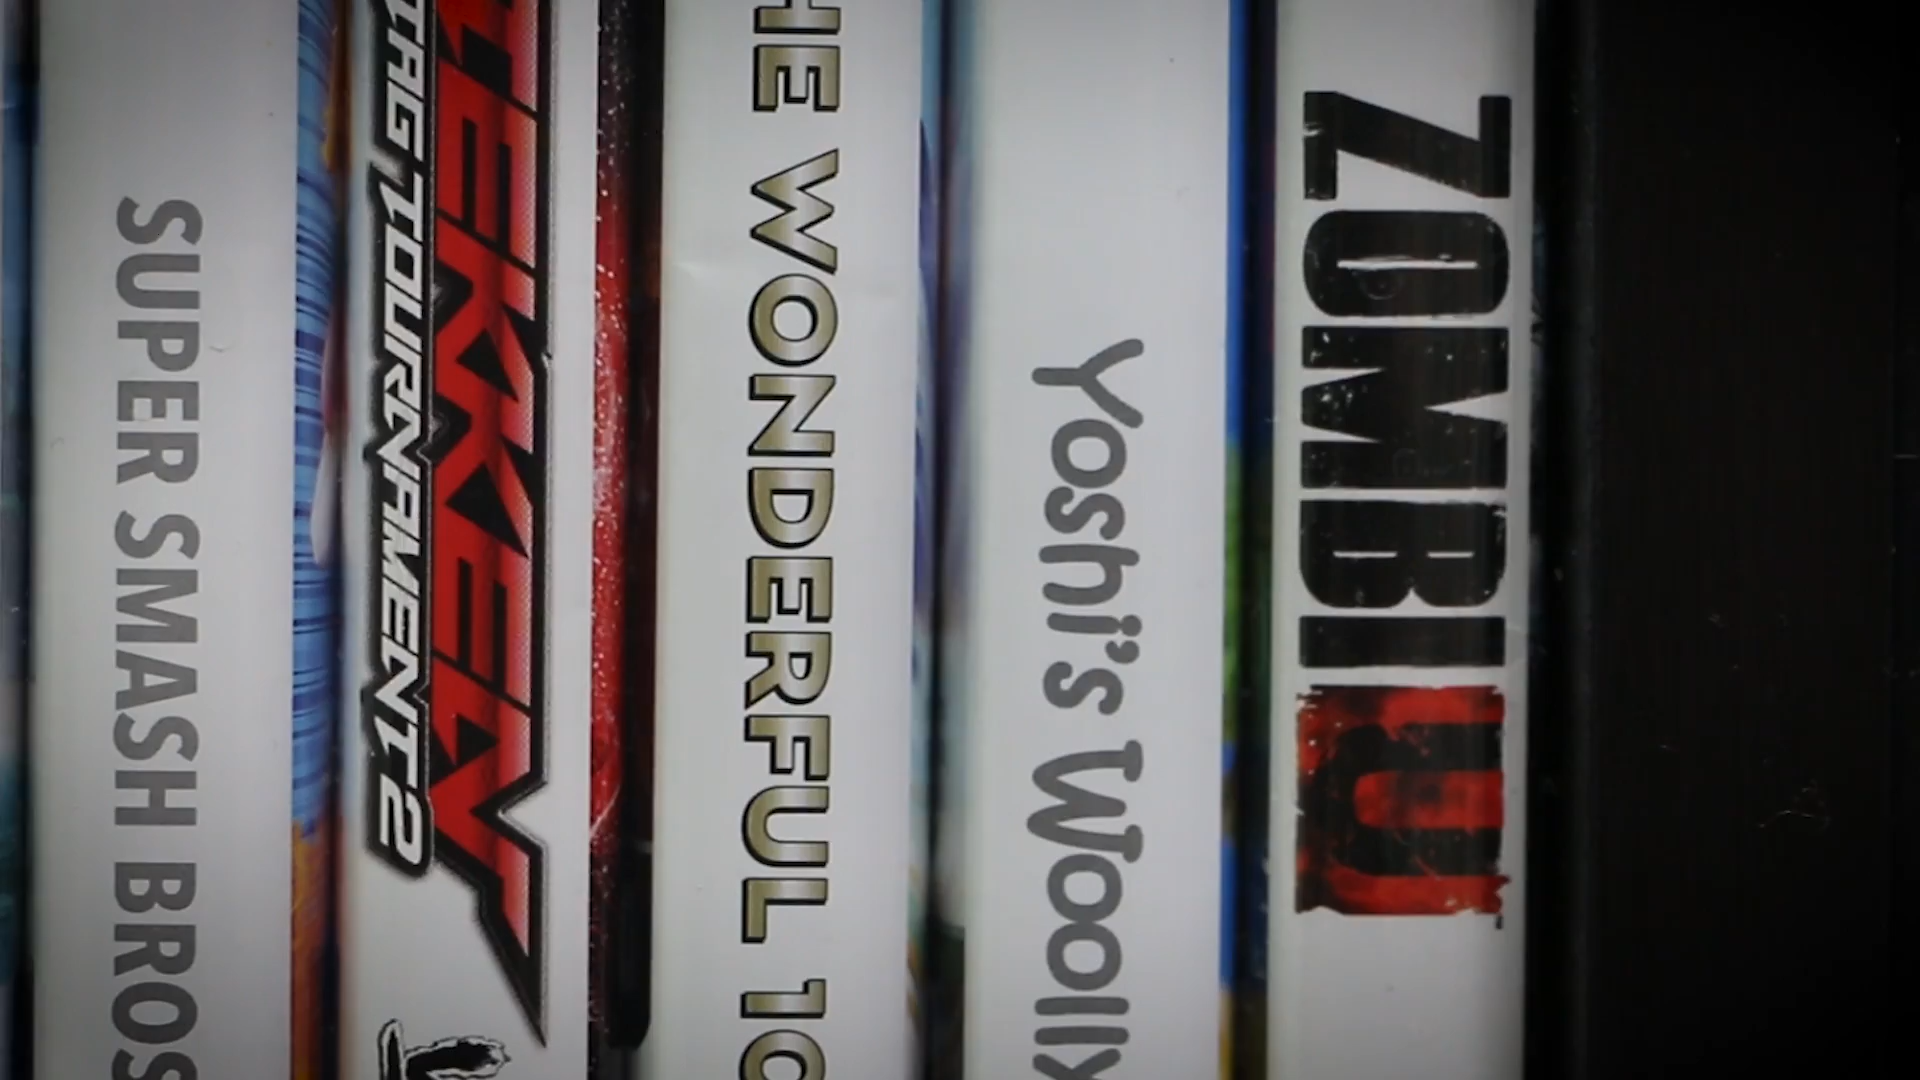 SUPER SMASH BROS
TEKKEN
TAG TOURNAMENT 2
HE WONDERFUL 10
Yoshi's Woolly
ZOMBIU